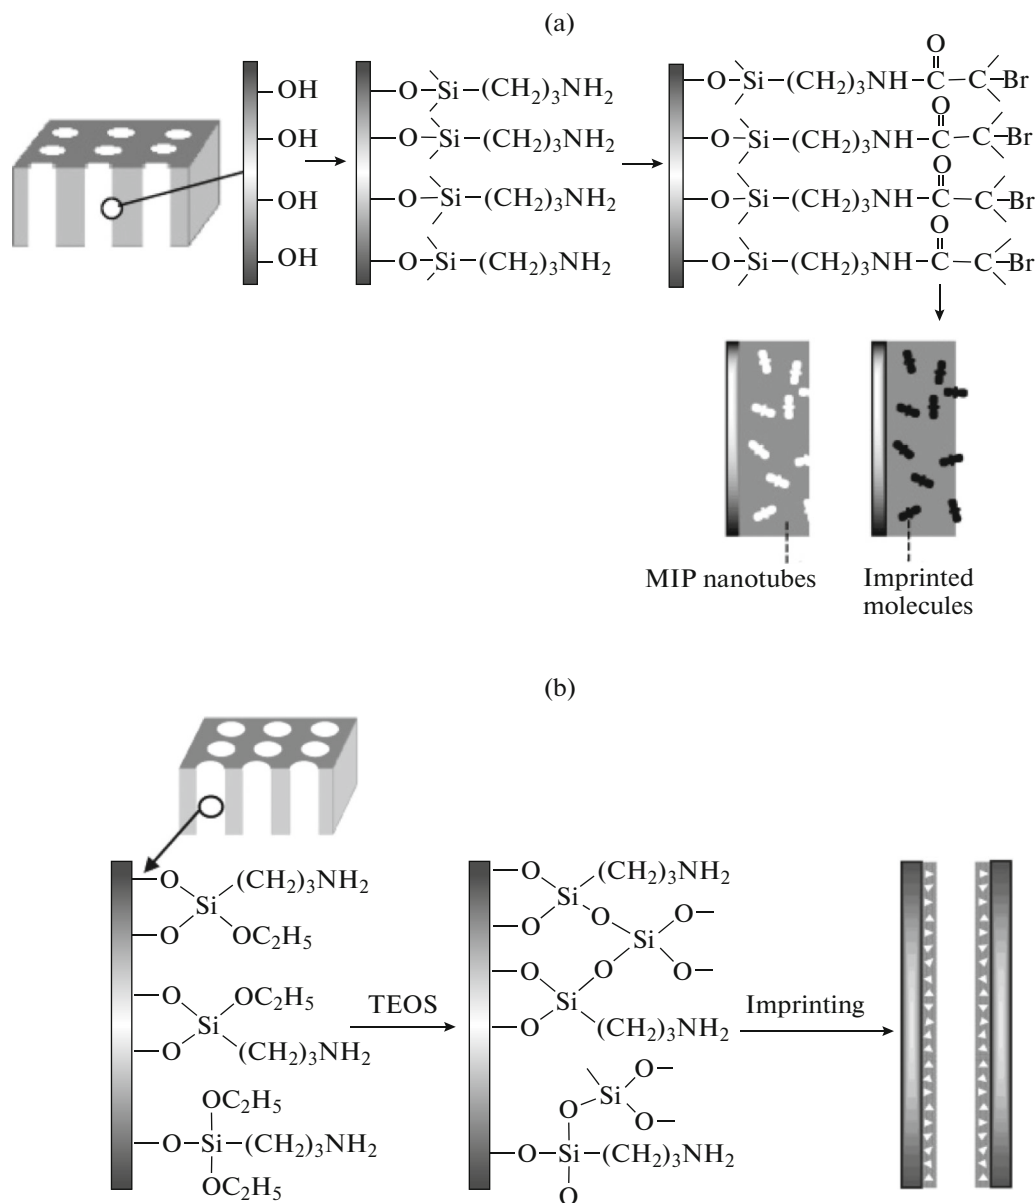 (a)
OH
OH
OH
OH
O Si (CH2)3NH2
O Si (CH2)3NH2
O Si (CH2)3NH2
O Si (CH2)3NH2
O
O Si (CH2)3NH C C Br
O
O Si (CH2)3NH C C Br
O
O Si (CH2)3NH C C Br
O
O Si (CH2)3NH C C Br
MIP nanotubes
Imprinted
molecules
(b)
O (CH2)3NH2
Si
O OC2H5
O OC2H5
Si
O (CH2)3NH2
OC2H5
O Si (CH2)3NH2
OC2H5
TEOS
O (CH2)3NH2
Si
O O O
Si
O O O
Si
O (CH2)3NH2
O
Si
O O
O Si (CH2)3NH2
O
Imprinting